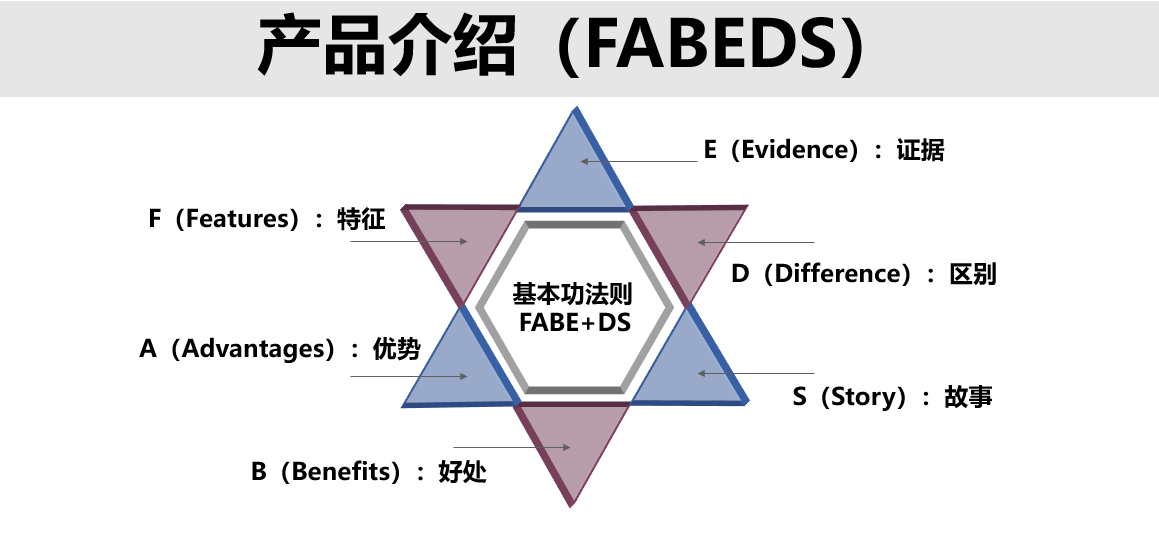 产品介绍（FABEDS）
E（Evidence）：证据
F（Features）：特征
D（Difference）：区别
基本功法则
FABE+DS
A（Advantages）：优势
S（Story）：故事
B（Benefits）：好处